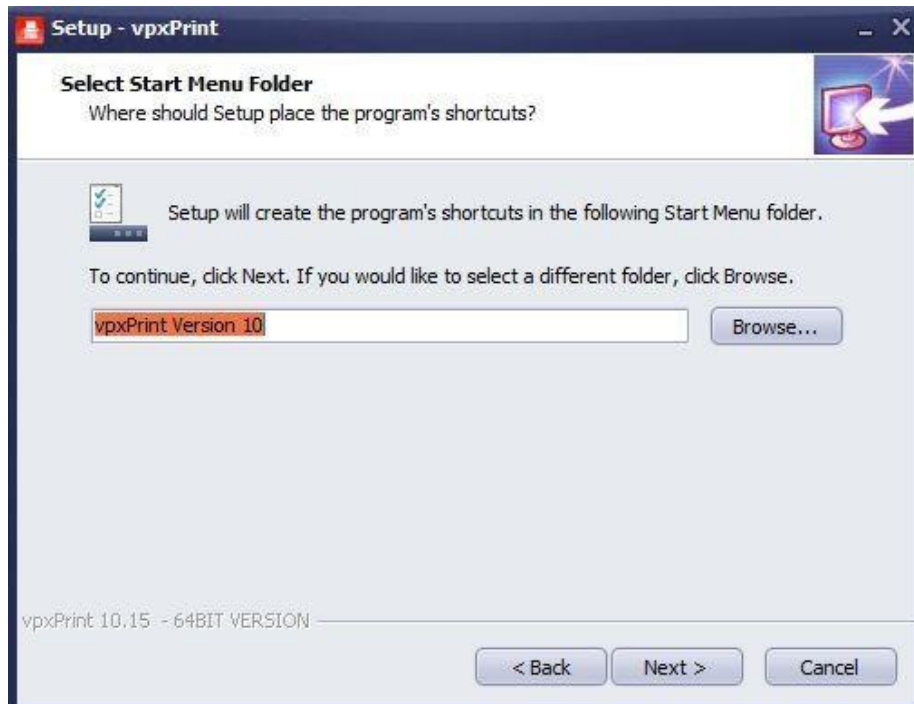 Setup - vpxPrint
Select Start Menu Folder
Where should Setup place the program's shortcuts?
Setup will create the program's shortcuts in the following Start Menu folder.
To continue, click Next. If you would like to select a different folder, click Browse.
vpxPrint Version 10
Browse...
vpxPrint 10.15 - 64BIT VERSION
< Back
Next >
Cancel